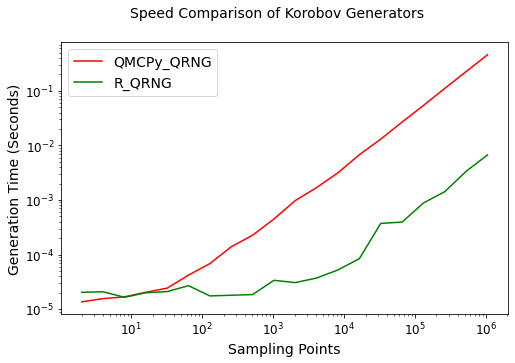 Speed Comparison of Korobov Generators
QMCPy_QRNG
R_QRNG
Generation Time (Seconds)
10⁻¹
10⁻²
10⁻³
10⁻⁴
10⁻⁵
10¹ 10² 10³ 10⁴ 10⁵ 10⁶
Sampling Points